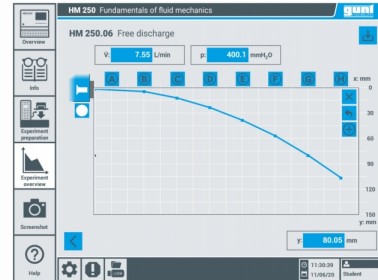 HM 250 Fundamentals of fluid mechanics
gunt
HM 250.06 Free discharge
V̇: 7.55 L/min
p: 400.1 mmH₂O
A B C D E F G H x: mm
0
30
60
90
120
150
y: mm
y: 80.05 mm
Overview
Info
Experiment
preparation
Experiment
overview
Screenshot
Help
USB
11:30:39
11/06/20
Student